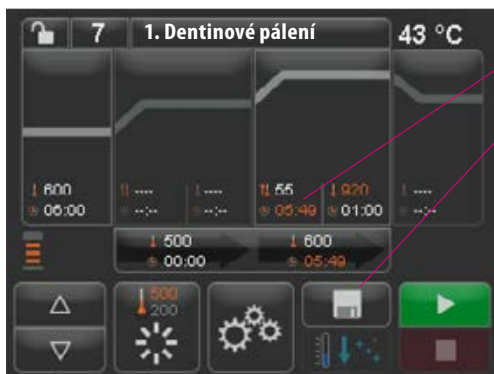 7 1. Dentinové pálení 43 °C
600 ---- ---- 55 920 ----
06:00 --:-- --:-- 05:49 01:00 --:--
500 600
00:00 05:49
500
200